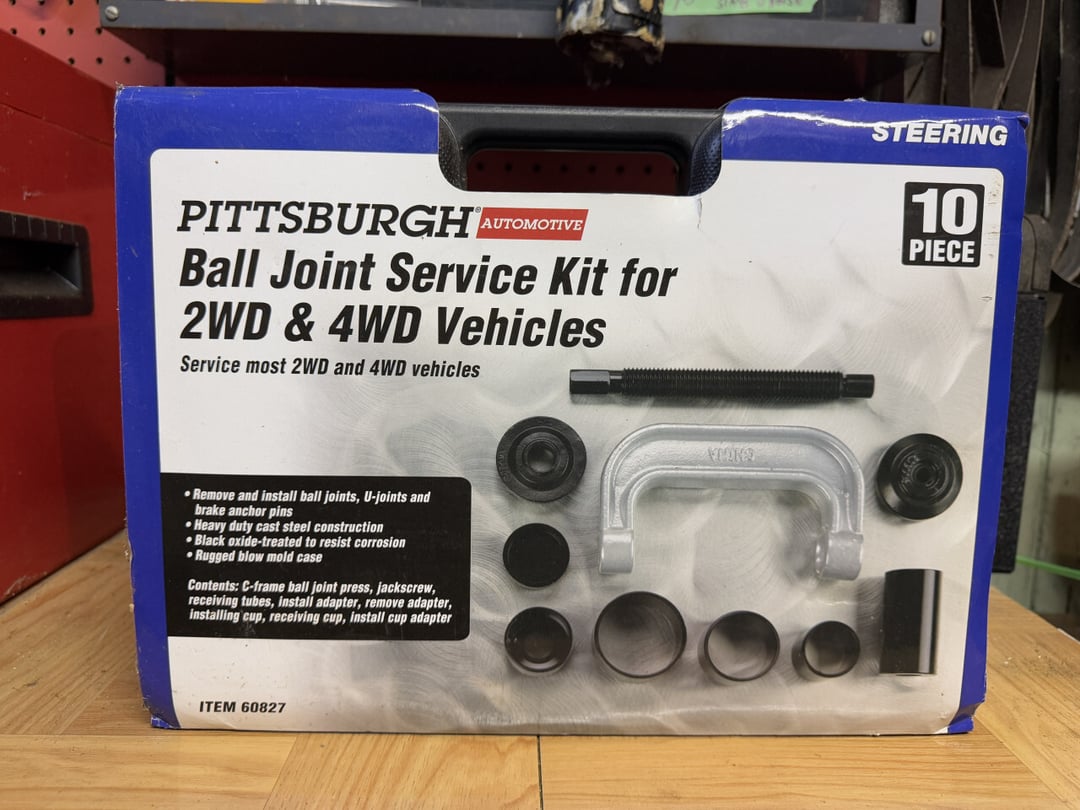 STEERING
PITTSBURGH® AUTOMOTIVE
10
PIECE
Ball Joint Service Kit for
2WD & 4WD Vehicles
Service most 2WD and 4WD vehicles
• Remove and install ball joints, U-joints and
brake anchor pins
• Heavy duty cast steel construction
• Black oxide-treated to resist corrosion
• Rugged blow mold case
Contents: C-frame ball joint press, jackscrew,
receiving tubes, install adapter, remove adapter,
installing cup, receiving cup, install cup adapter
ITEM 60827